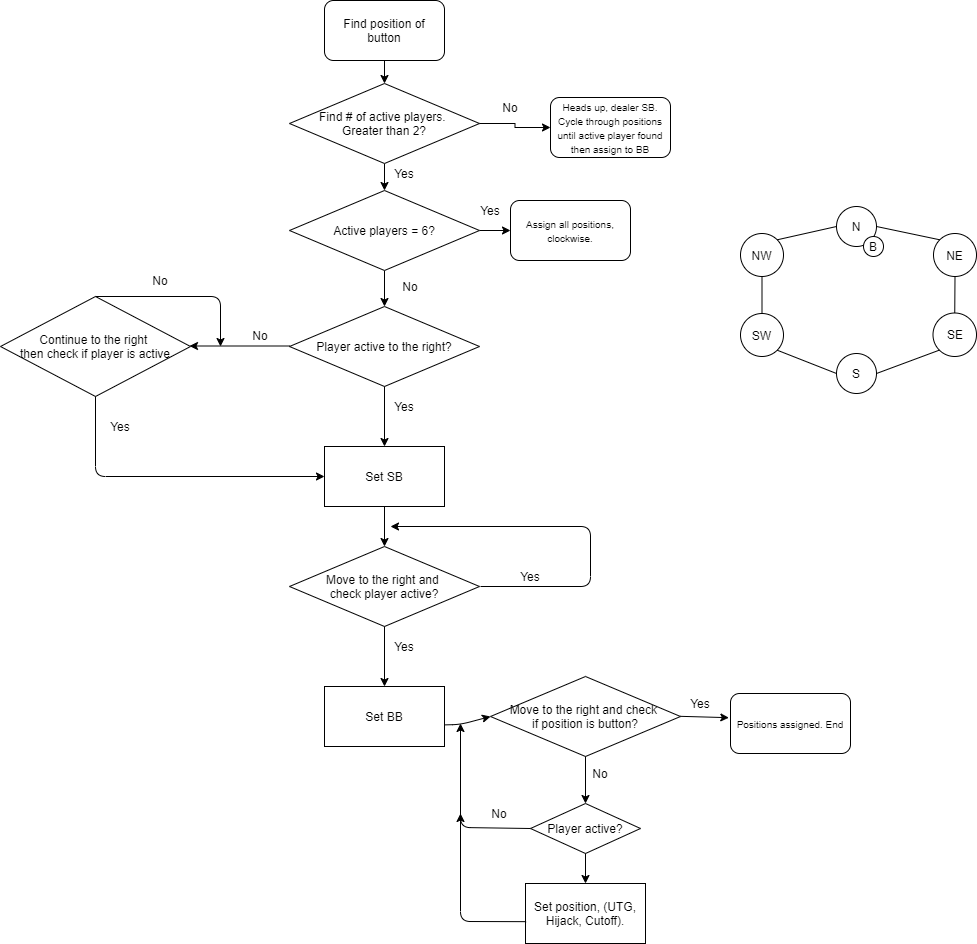 Find position of
button
Find # of active players.
Greater than 2?
No
Heads up, dealer SB.
Cycle through positions
until active player found
then assign to BB
Yes
Active players = 6?
Yes
Assign all positions,
clockwise.
No
N
B
NW
NE
SW
SE
S
No
Continue to the right
then check if player is active
No
Player active to the right?
Yes
Yes
Set SB
Move to the right and
check player active?
Yes
Yes
Set BB
Move to the right and check
if position is button?
Yes
Positions assigned. End
No
Player active?
No
Set position, (UTG,
Hijack, Cutoff).